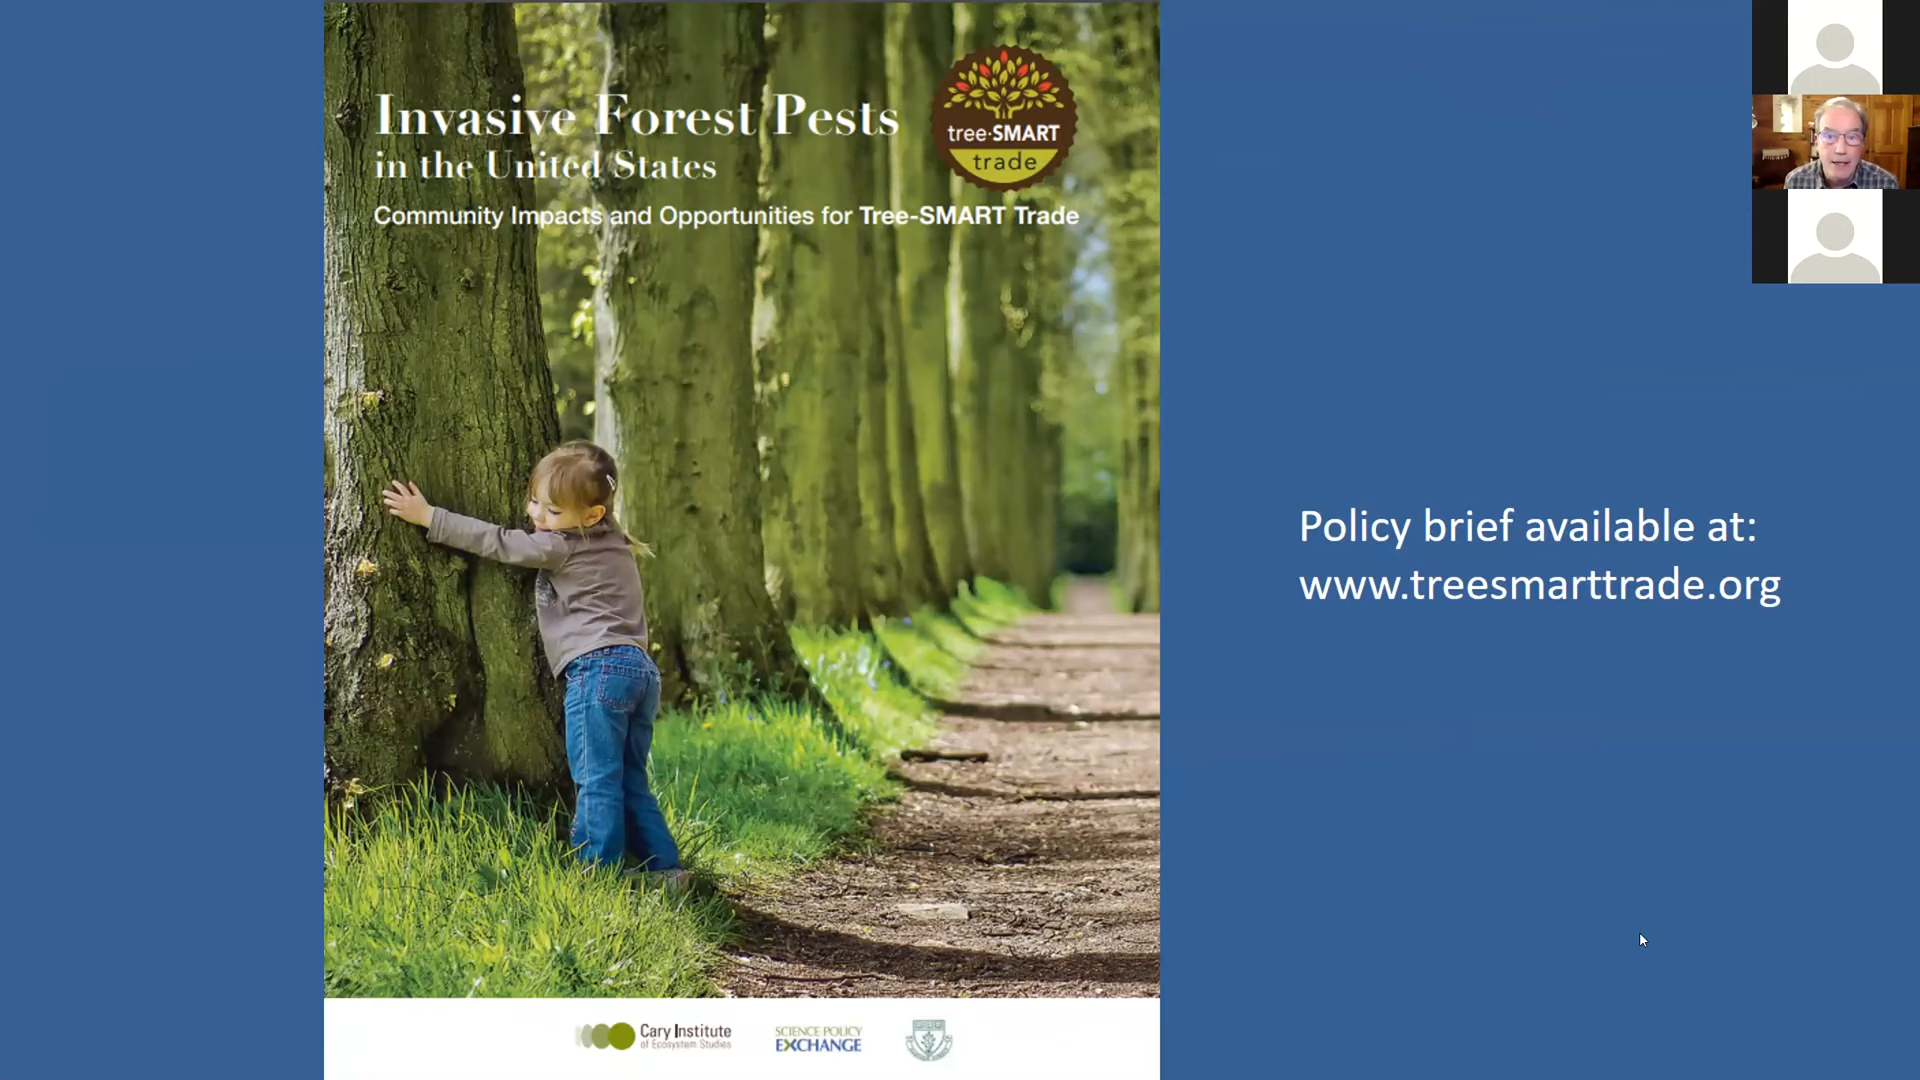 Invasive Forest Pests
in the United States
Community Impacts and Opportunities for Tree-SMART Trade
tree·SMART
trade
Policy brief available at:
www.treesmarttrade.org
Cary Institute
of Ecosystem Studies
SCIENCE POLICY
EXCHANGE